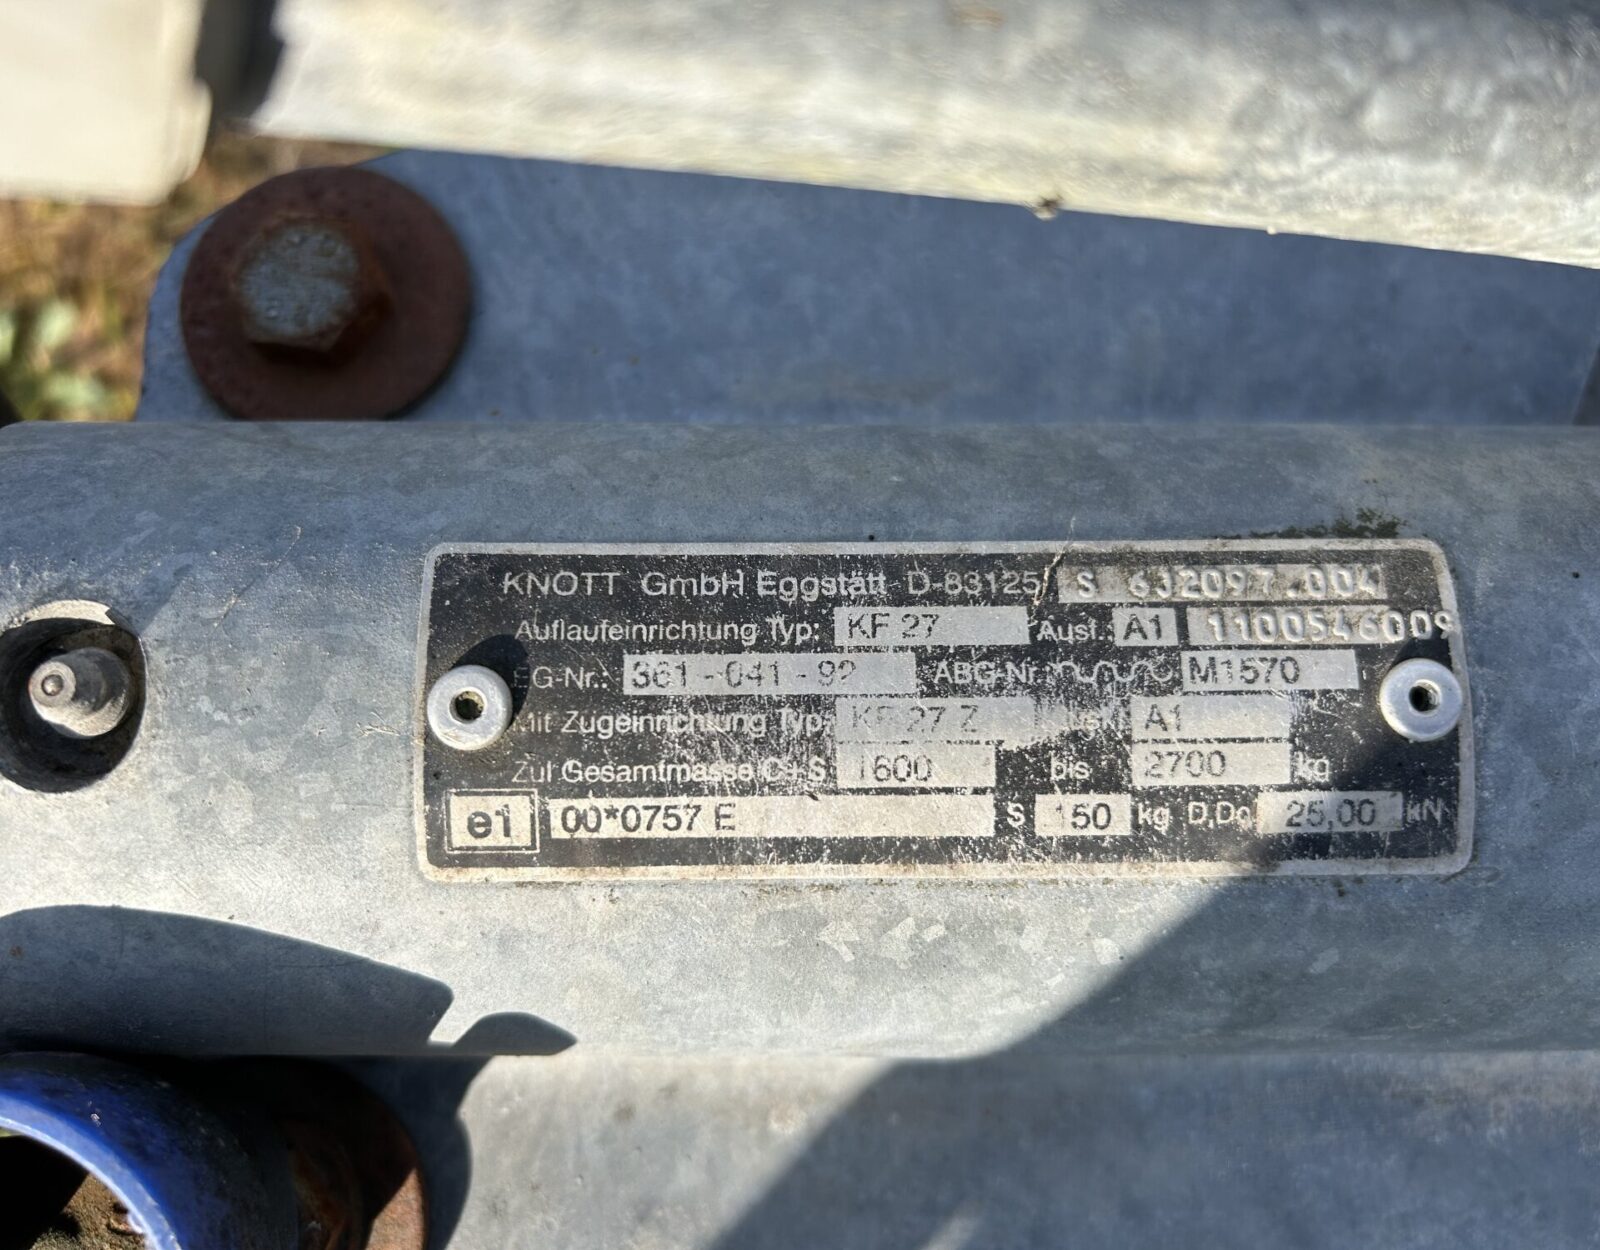 KNOTT GmbH Eggstätt D-83125 S 6J2097.004
Auflaufeinrichtung Typ: KF 27 Ausf.: A1 1100546009
EG-Nr.: 361-041-99 ABG-Nr. M1570
Mit Zugeinrichtung Typ: KF 27 Z Ausf. A1
Zul Gesamtmasse C+S 1600 bis 2700 kg
e1 00*0757 E S 150 kg D,Dc 25,00 kN